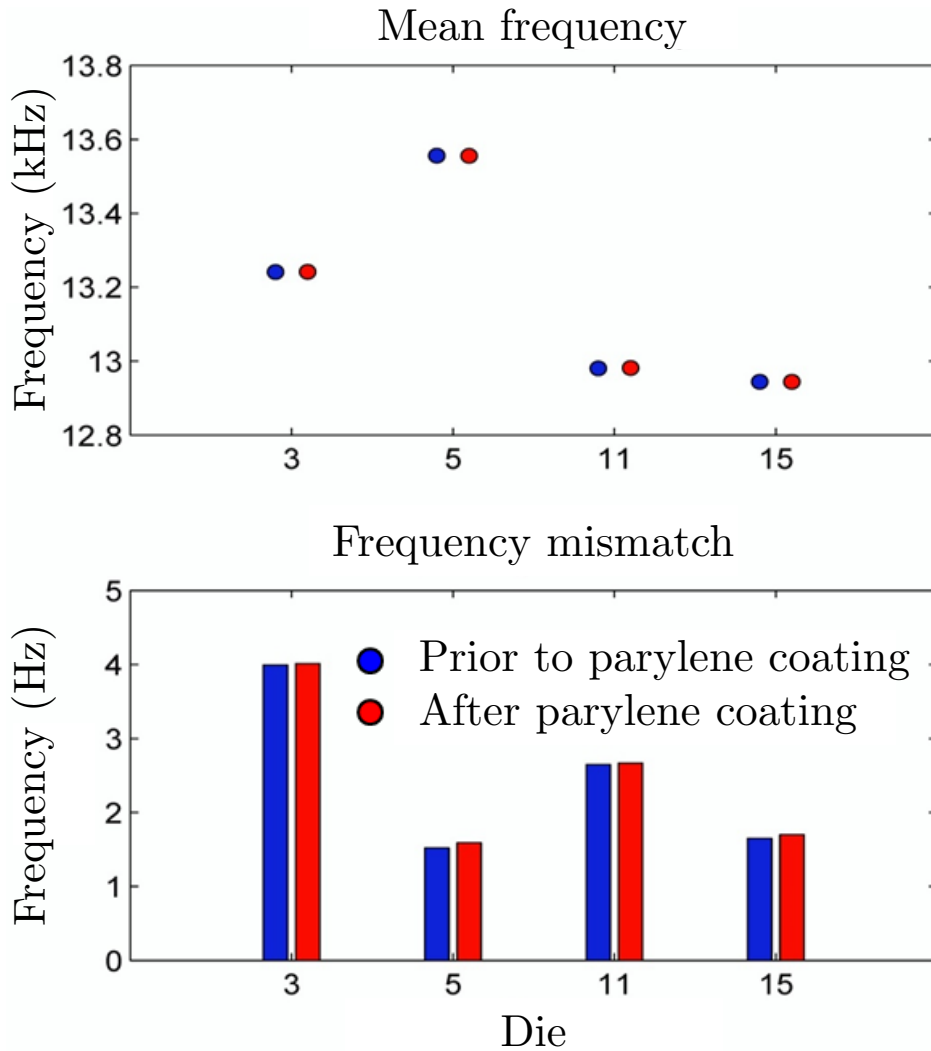 Mean frequency
Frequency (kHz)
13.8
13.6
13.4
13.2
13
12.8
3 5 11 15
Frequency mismatch
Frequency (Hz)
5
4
3
2
1
0
Prior to parylene coating
After parylene coating
3 5 11 15
Die